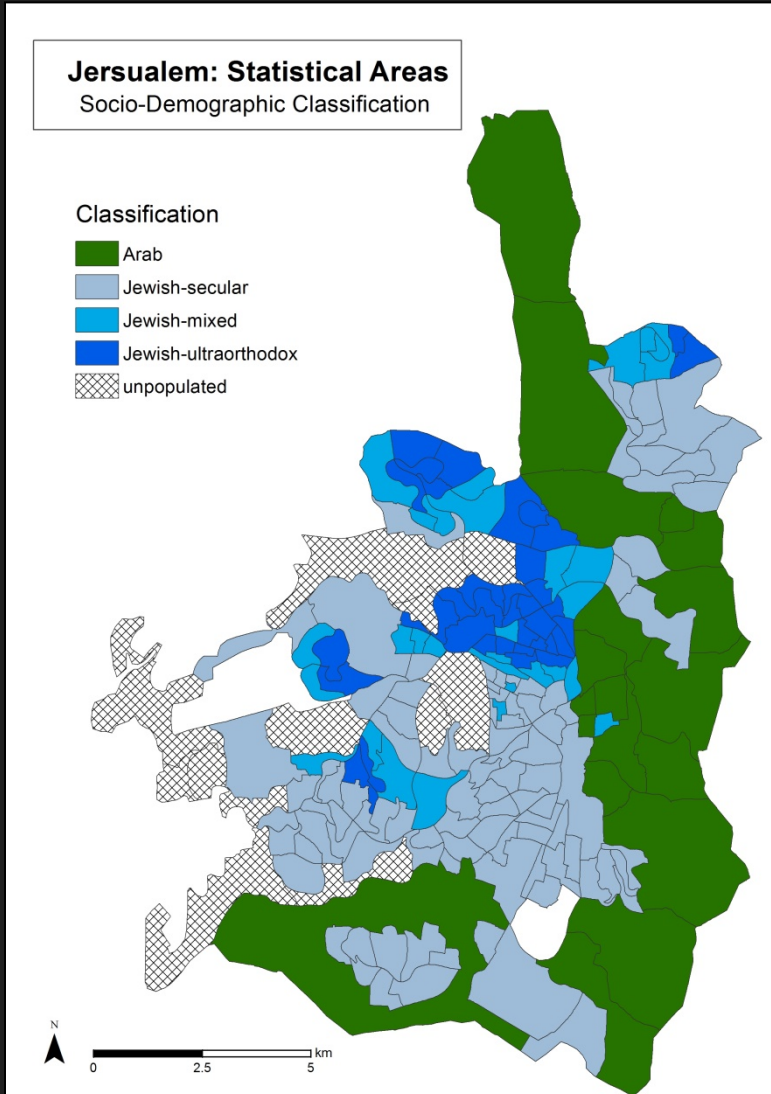 Jersualem: Statistical Areas
Socio-Demographic Classification
Classification
Arab
Jewish-secular
Jewish-mixed
Jewish-ultraorthodox
unpopulated
N
km
0 2.5 5